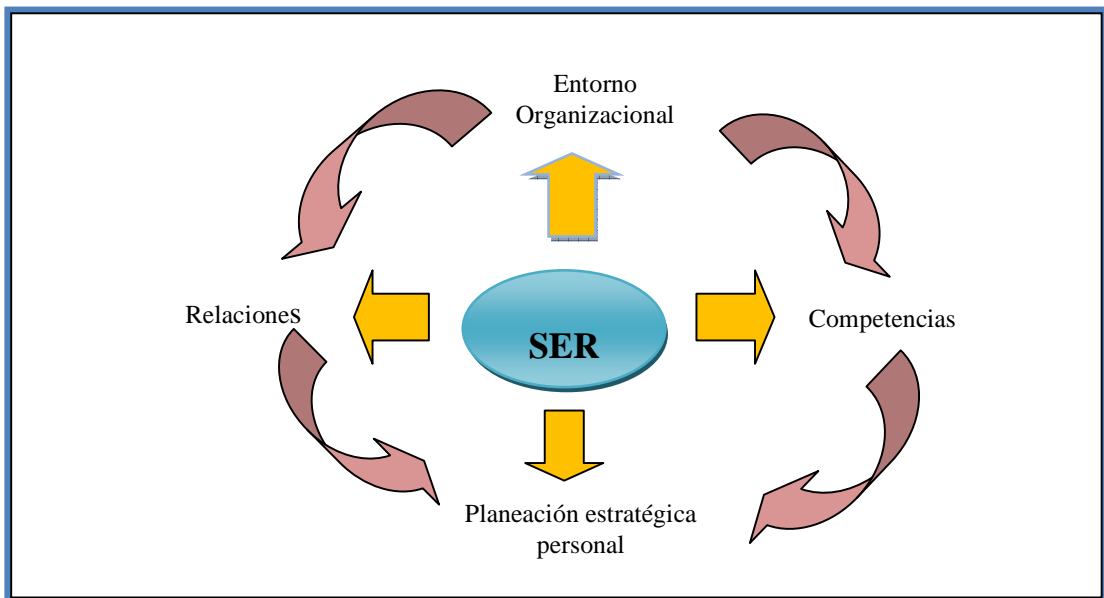 Entorno
Organizacional
Relaciones
SER
Competencias
Planeación estratégica
personal